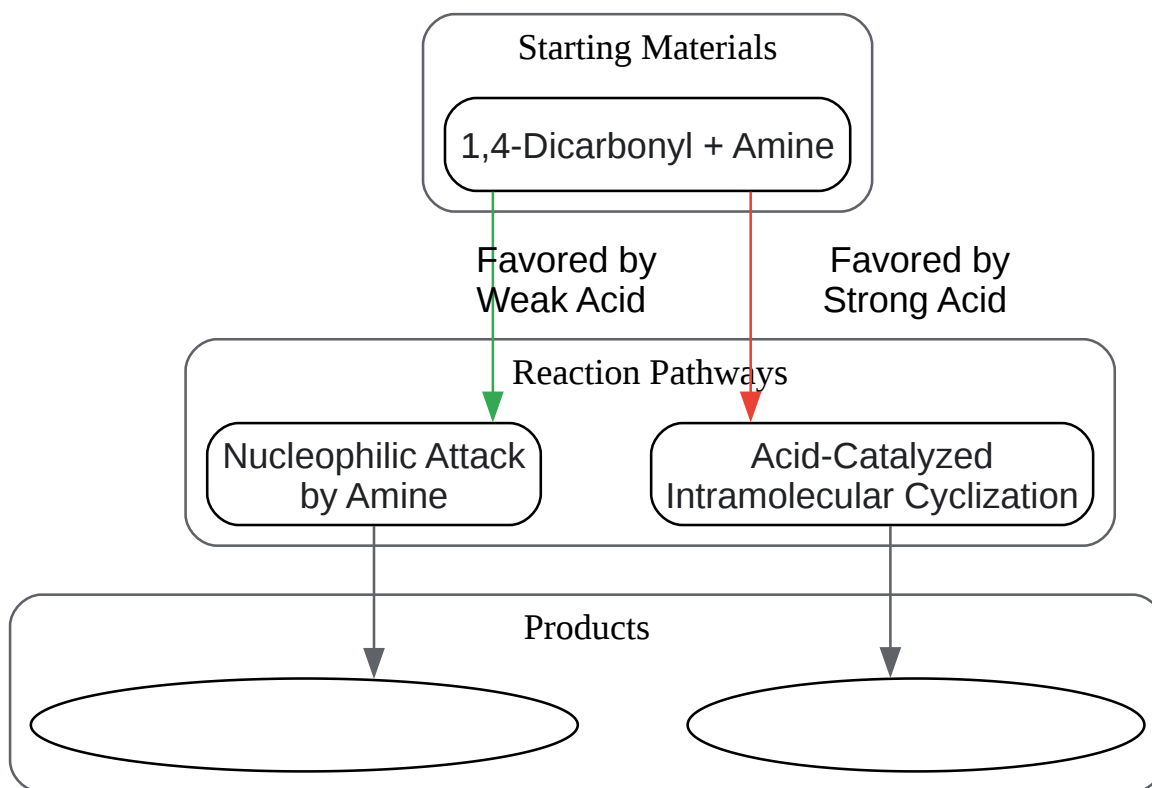 Starting Materials
1,4-Dicarbonyl + Amine
Favored by
Weak Acid
Favored by
Strong Acid
Reaction Pathways
Nucleophilic Attack
by Amine
Acid-Catalyzed
Intramolecular Cyclization
Products